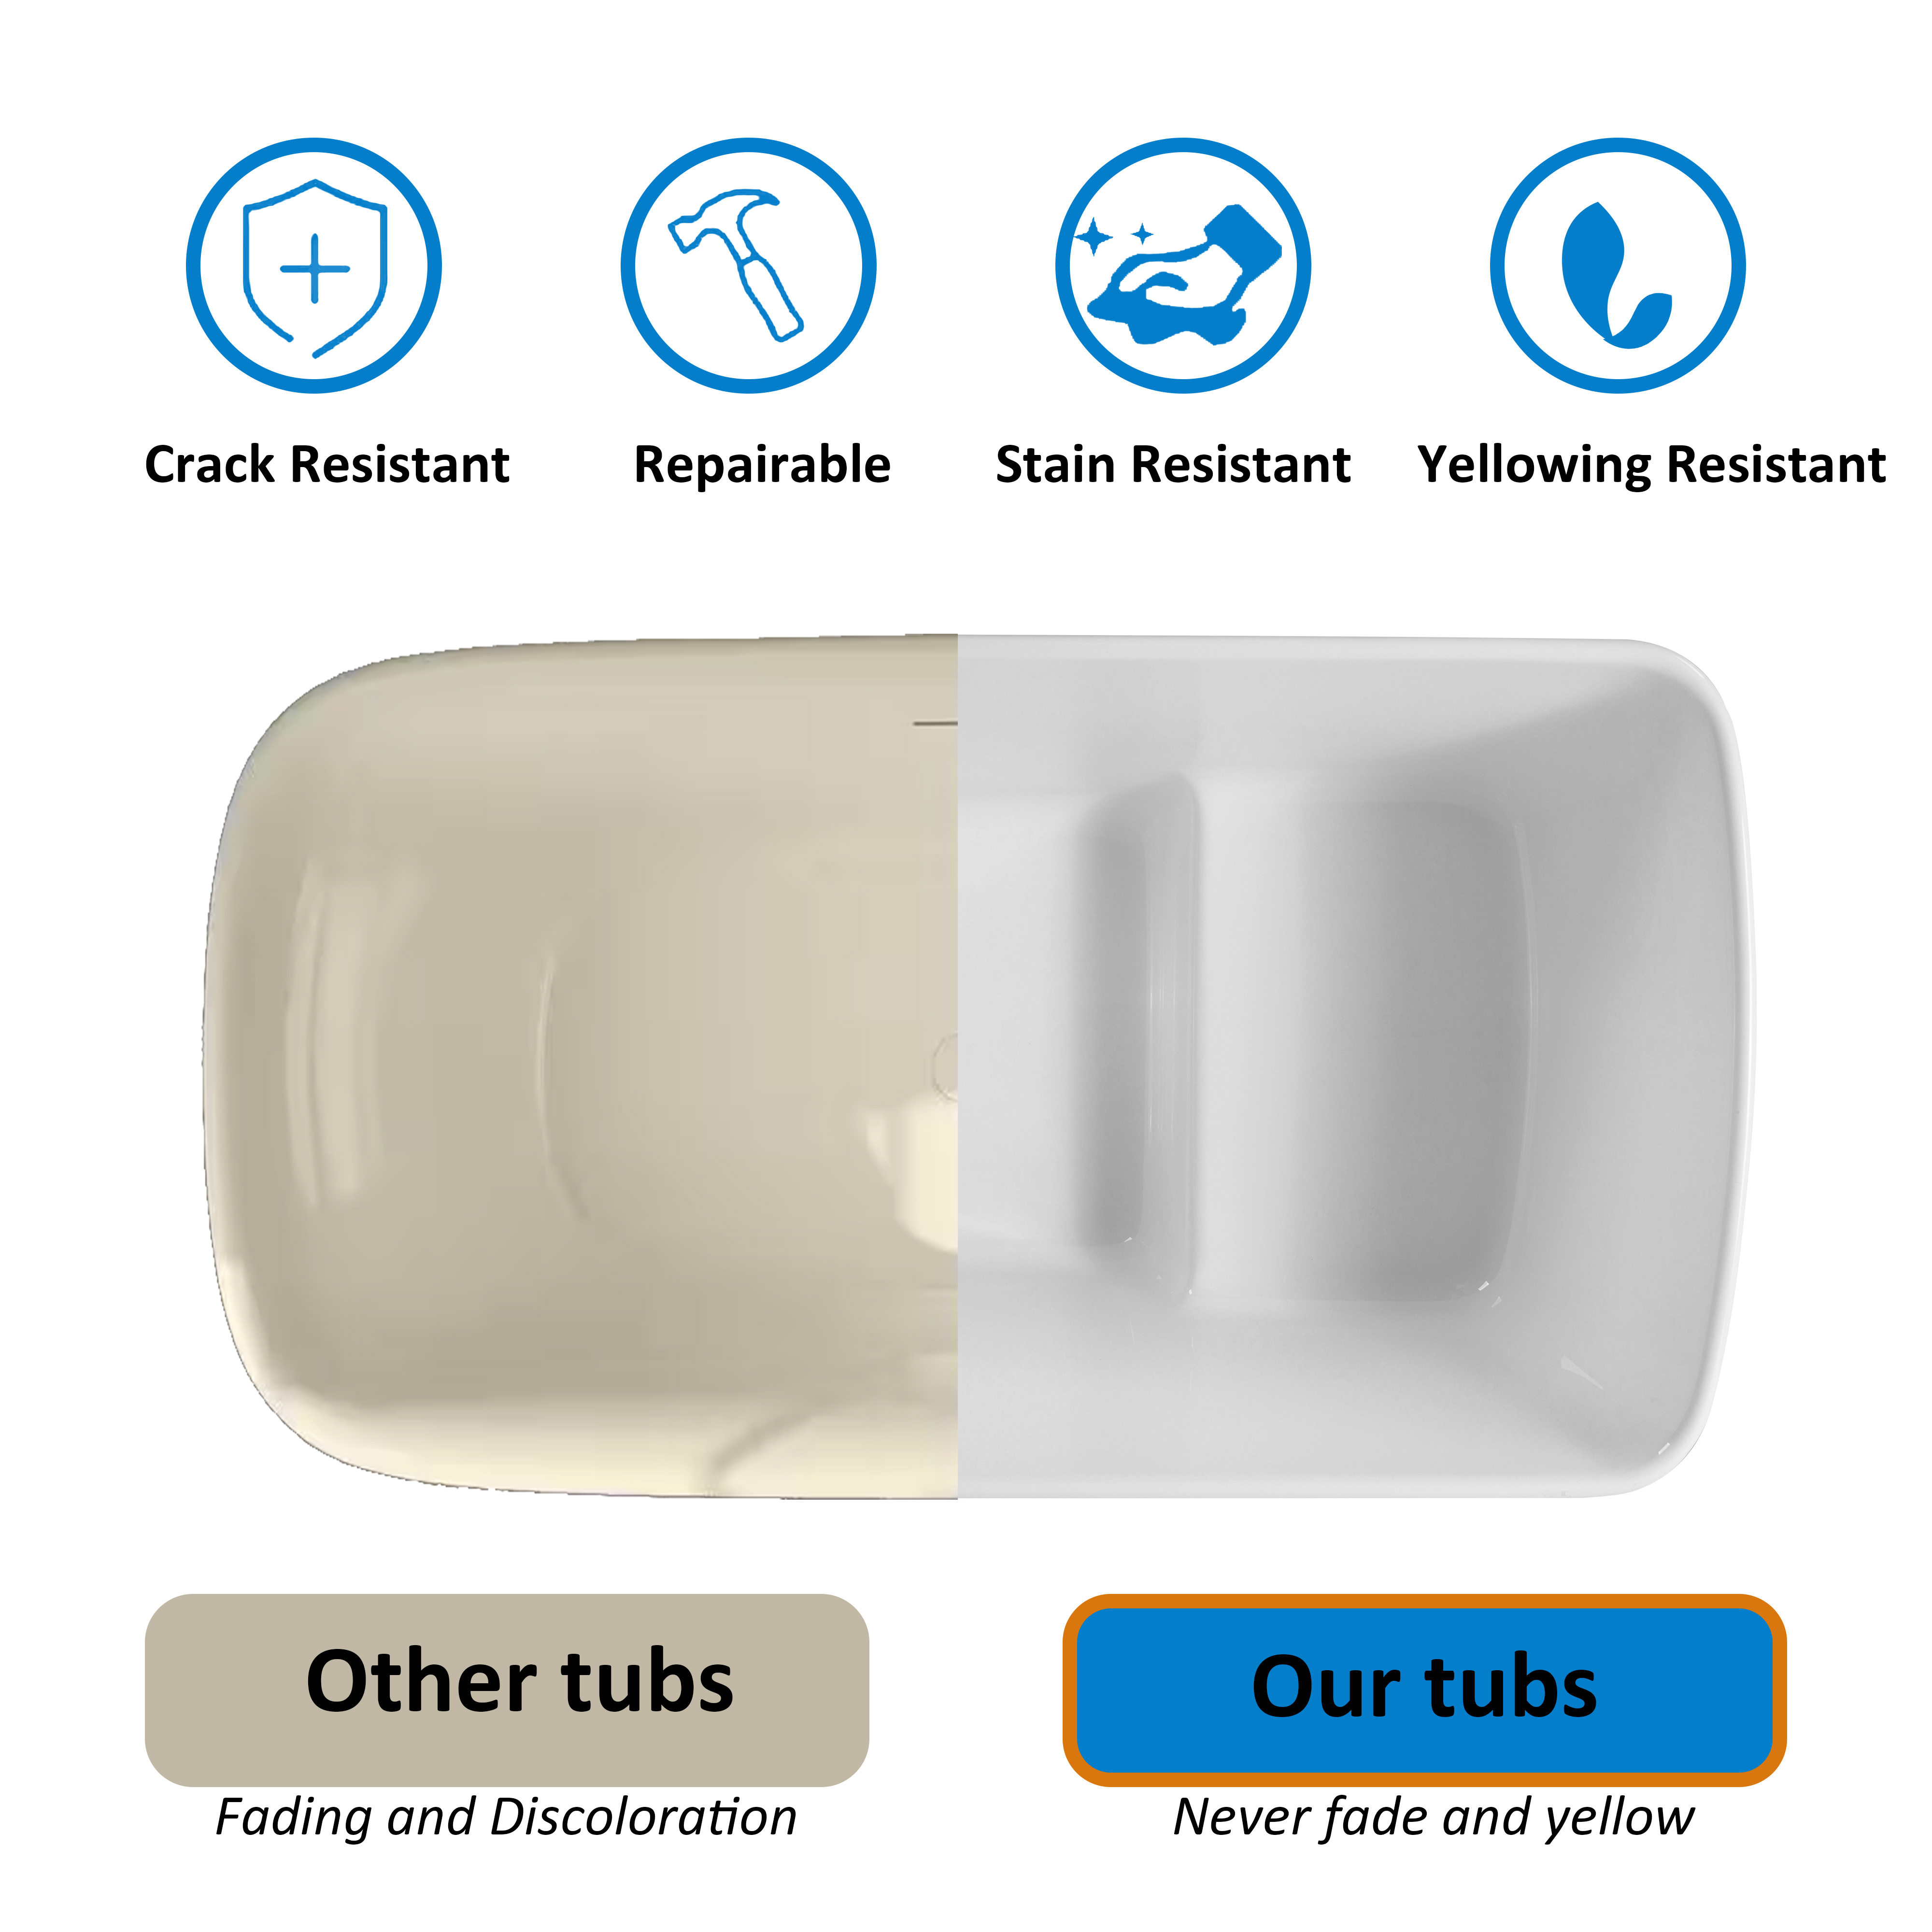 Crack Resistant
Repairable
Stain Resistant
Yellowing Resistant
Other tubs
Fading and Discoloration
Our tubs
Never fade and yellow